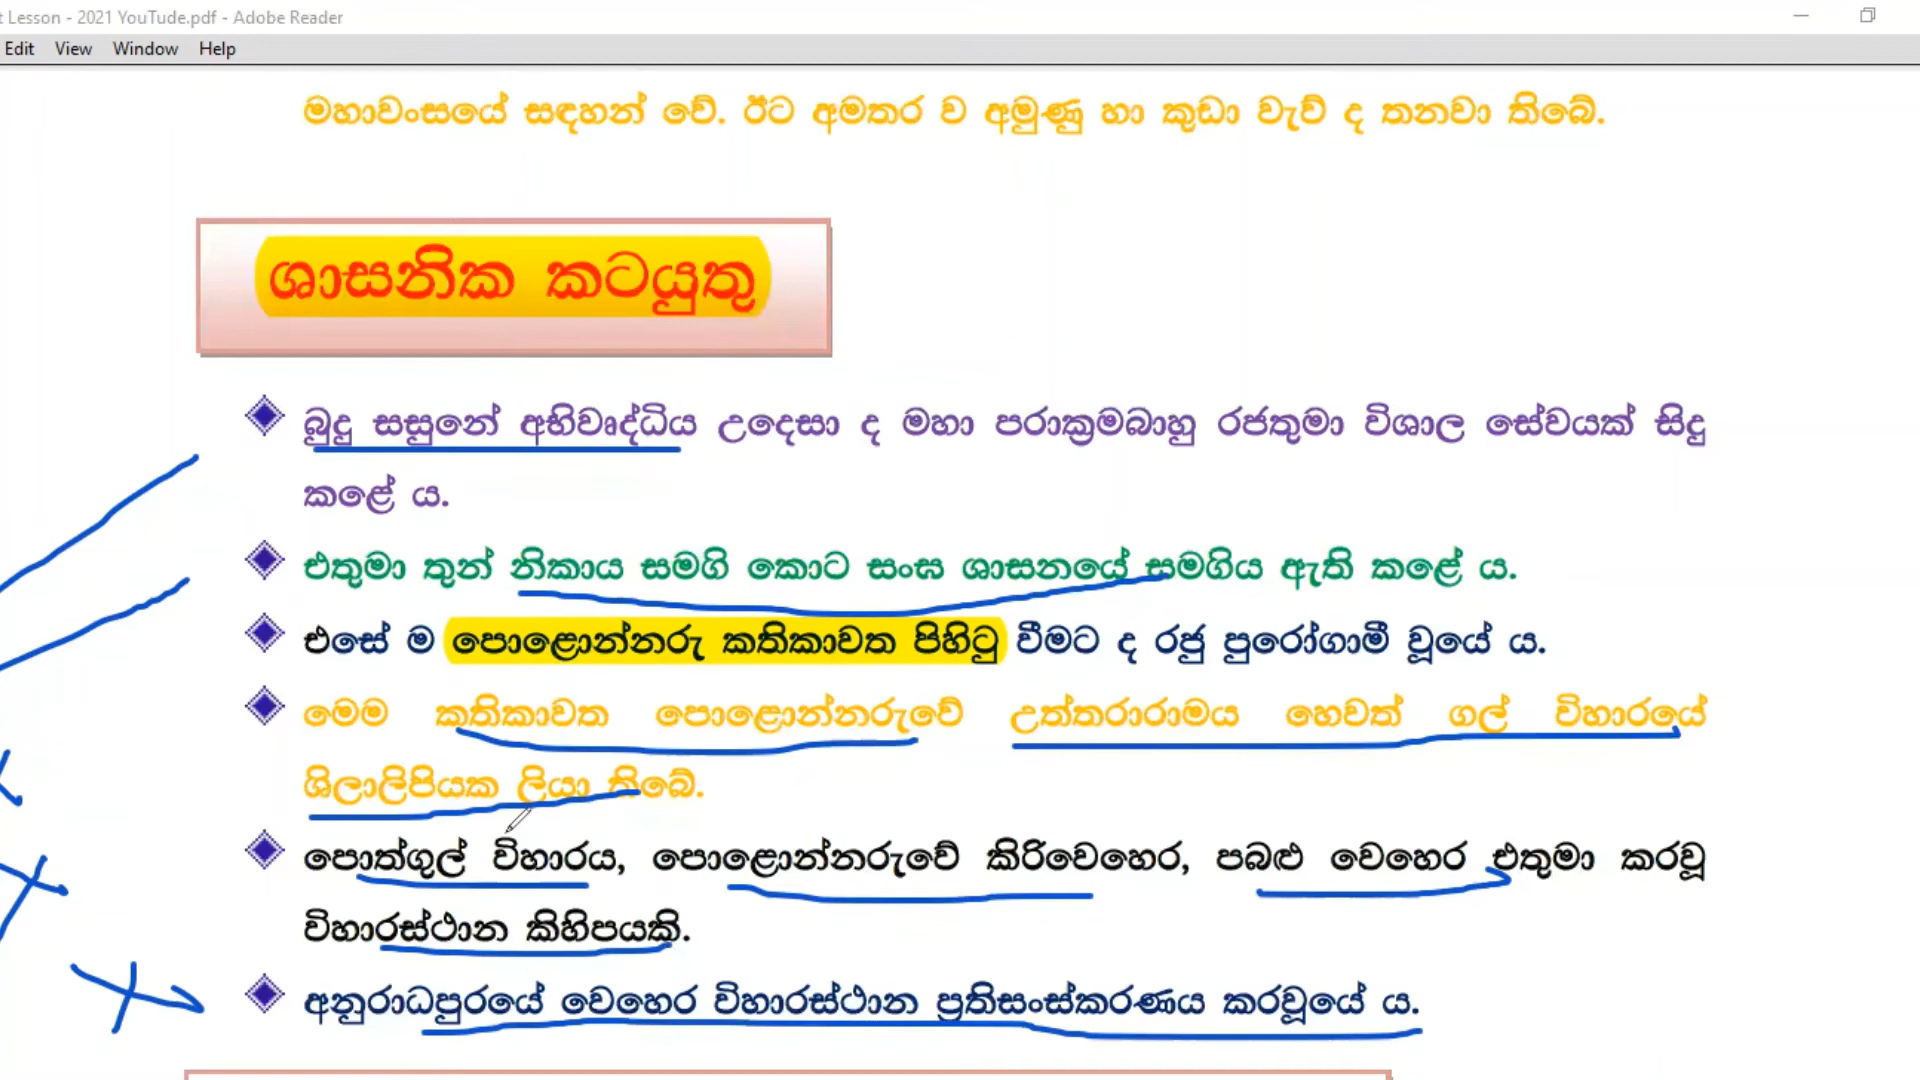 t Lesson - 2021 YouTude.pdf - Adobe Reader
Edit View Window Help
මහාවංසයේ සඳහන් වේ. ඊට අමතර ව අමුණු හා කුඩා වැව් ද තනවා තිබේ.
ශාසනික කටයුතු
බුදු සසුනේ අභිවෘද්ධිය උදෙසා ද මහා පරාක්‍රමබාහු රජතුමා විශාල සේවයක් සිදු
කළේ ය.
එතුමා තුන් නිකාය සමගි කොට සංඝ ශාසනයේ සමගිය ඇති කළේ ය.
එසේ ම පොළොන්නරු කතිකාවත පිහිටු වීමට ද රජු පුරෝගාමී වූයේ ය.
මෙම කතිකාවත පොළොන්නරුවේ උත්තරාරාමය හෙවත් ගල් විහාරයේ
ශිලාලිපියක ලියා තිබේ.
පොත්ගුල් විහාරය, පොළොන්නරුවේ කිරිවෙහෙර, පබළු වෙහෙර එතුමා කරවූ
විහාරස්ථාන කිහිපයකි.
අනුරාධපුරයේ වෙහෙර විහාරස්ථාන ප්‍රතිසංස්කරණය කරවූයේ ය.